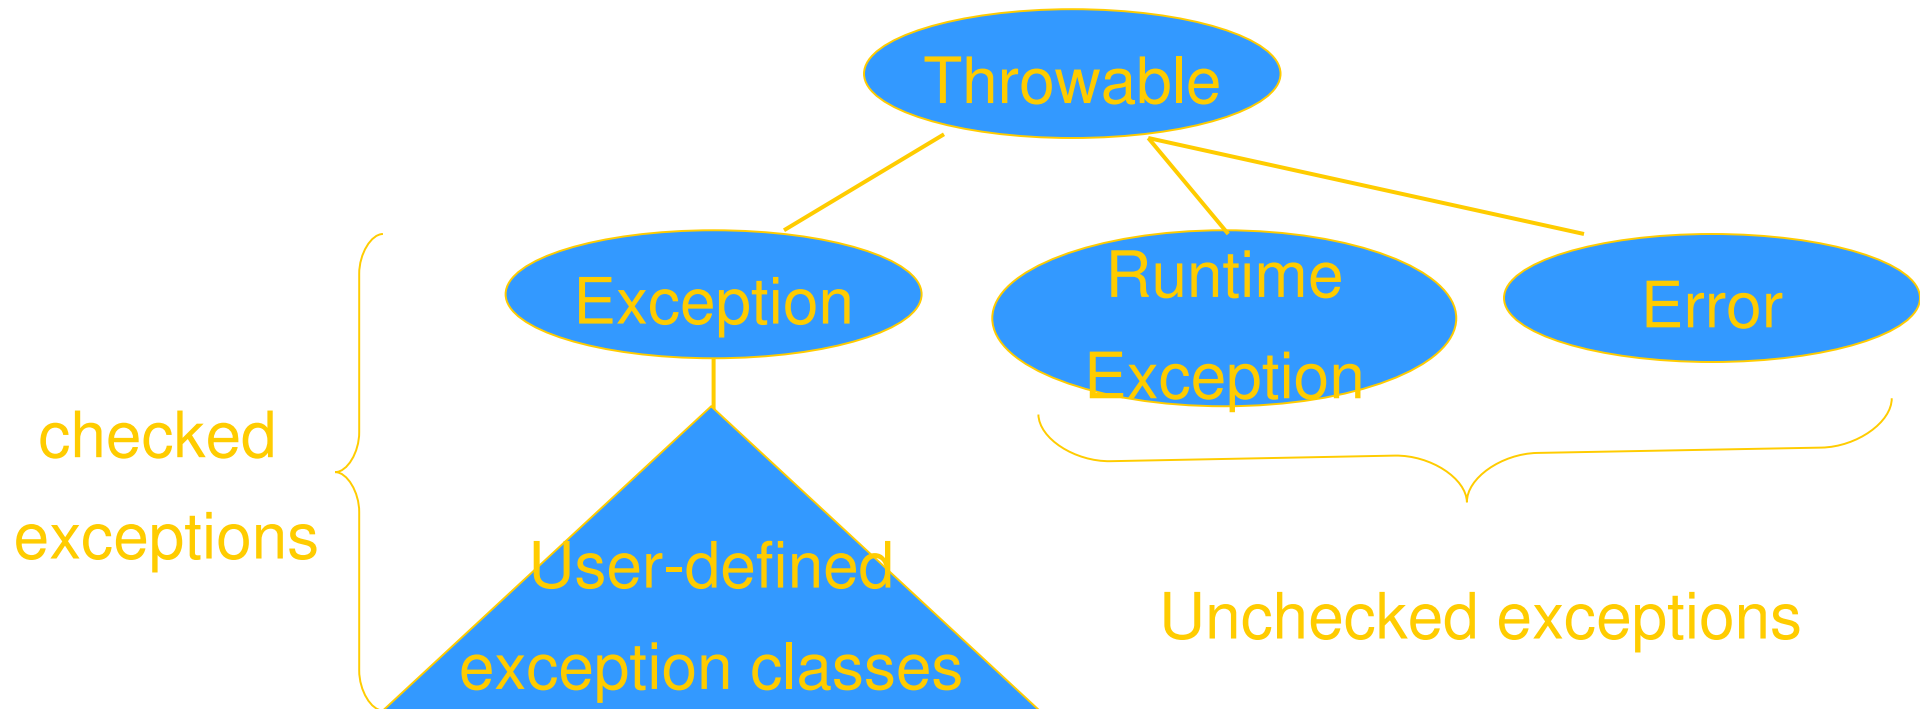 Throwable
Exception
Runtime
Exception
Error
checked
exceptions
User-defined
exception classes
Unchecked exceptions